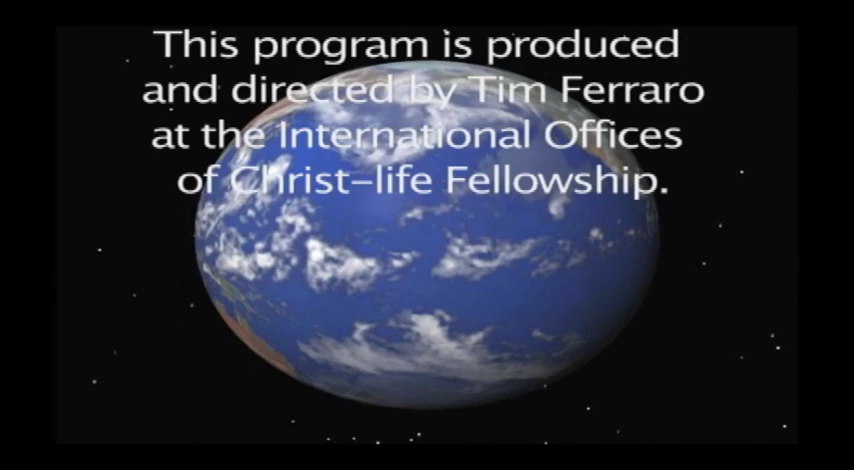 This program is produced
and directed by Tim Ferraro
at the International Offices
of Christ-life Fellowship.